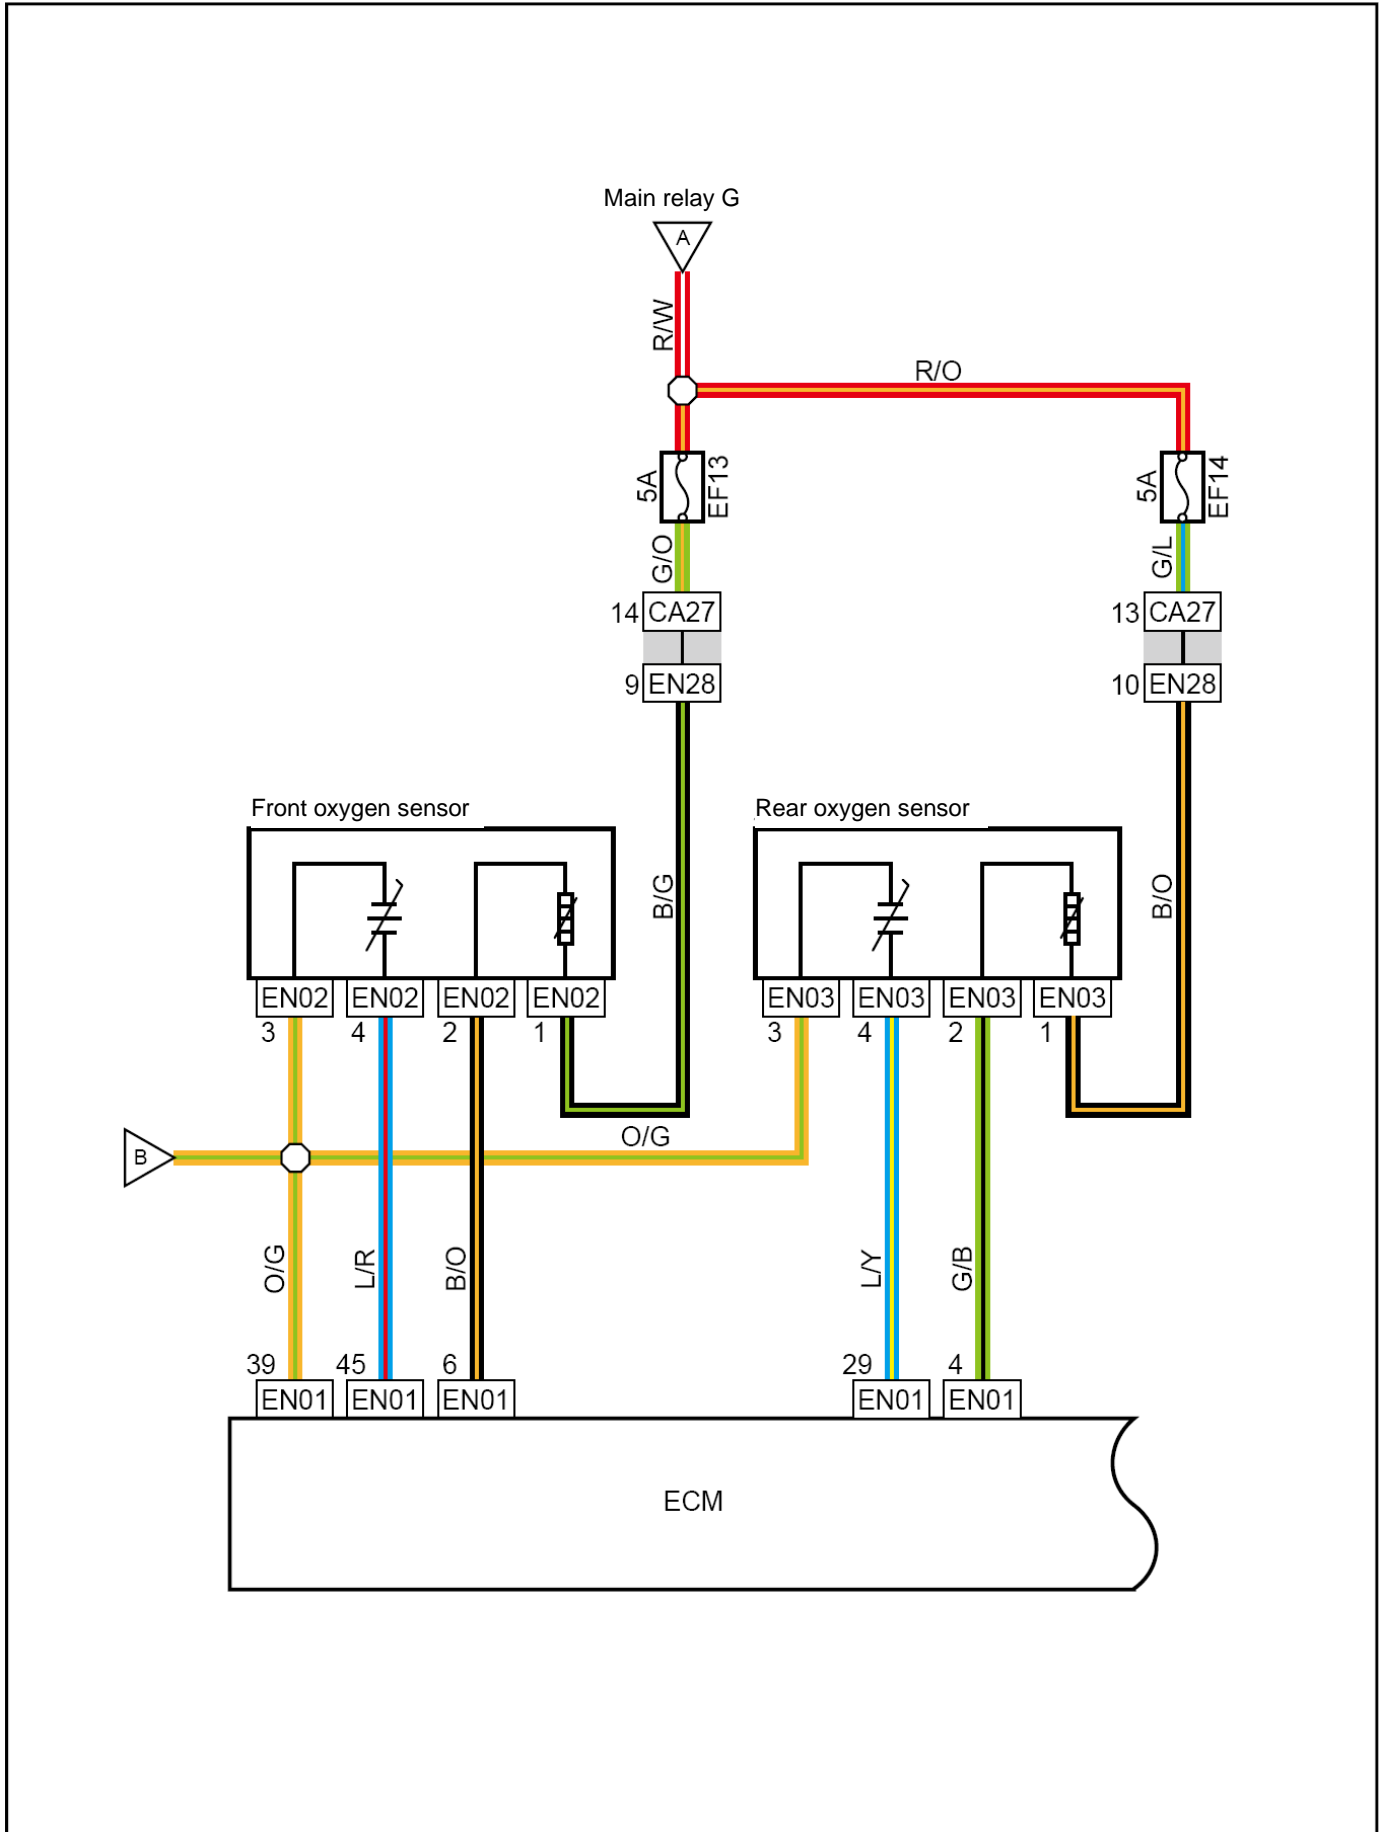 Main relay G
A
R/W
R/O
5A
EF13
5A
EF14
G/O
G/L
14 CA27
13 CA27
9 EN28
10 EN28
Front oxygen sensor
Rear oxygen sensor
B/G
B/O
EN02 EN02 EN02 EN02
EN03 EN03 EN03 EN03
3 4 2 1
3 4 2 1
O/G
B
O/G
L/R
B/O
L/Y
G/B
39 45 6
29 4
EN01 EN01 EN01
EN01 EN01
ECM